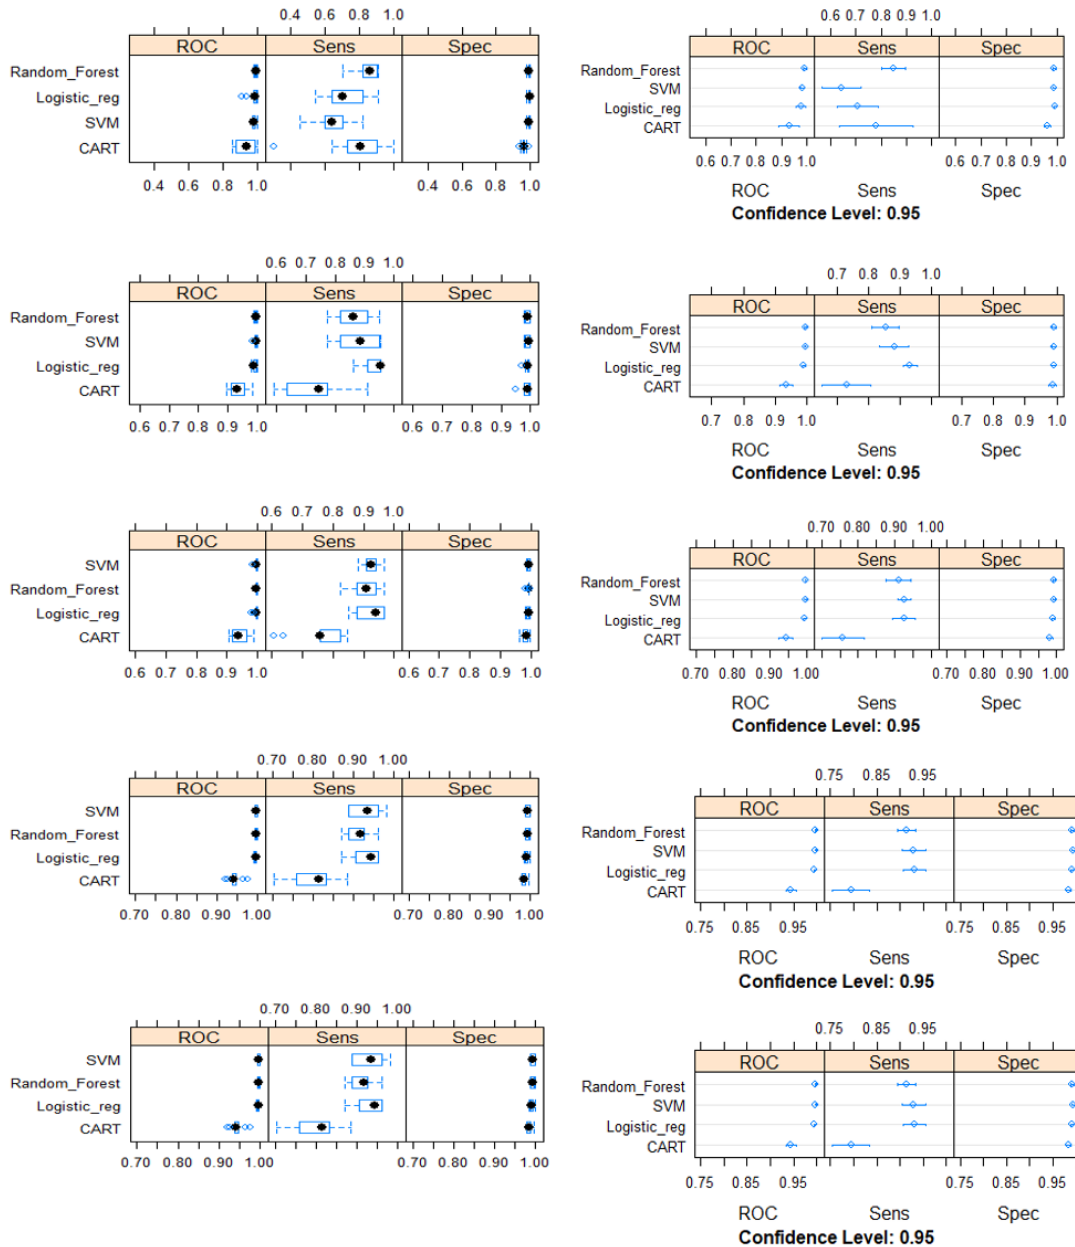 0.4 0.6 0.8 1.0
ROC Sens Spec
Random_Forest
Logistic_reg
SVM
CART
0.4 0.6 0.8 1.0 0.4 0.6 0.8 1.0
0.6 0.7 0.8 0.9 1.0
ROC Sens Spec
Random_Forest
SVM
Logistic_reg
CART
0.6 0.7 0.8 0.9 1.0 0.6 0.7 0.8 0.9 1.0
ROC Sens Spec
Confidence Level: 0.95
0.6 0.7 0.8 0.9 1.0
ROC Sens Spec
Random_Forest
SVM
Logistic_reg
CART
0.6 0.7 0.8 0.9 1.0 0.6 0.7 0.8 0.9 1.0
0.7 0.8 0.9 1.0
ROC Sens Spec
Random_Forest
SVM
Logistic_reg
CART
0.7 0.8 0.9 1.0 0.7 0.8 0.9 1.0
ROC Sens Spec
Confidence Level: 0.95
0.6 0.7 0.8 0.9 1.0
ROC Sens Spec
SVM
Random_Forest
Logistic_reg
CART
0.6 0.7 0.8 0.9 1.0 0.6 0.7 0.8 0.9 1.0
0.70 0.80 0.90 1.00
ROC Sens Spec
Random_Forest
SVM
Logistic_reg
CART
0.70 0.80 0.90 1.00 0.70 0.80 0.90 1.00
ROC Sens Spec
Confidence Level: 0.95
0.70 0.80 0.90 1.00
ROC Sens Spec
SVM
Random_Forest
Logistic_reg
CART
0.70 0.80 0.90 1.00 0.70 0.80 0.90 1.00
0.75 0.85 0.95
ROC Sens Spec
Random_Forest
SVM
Logistic_reg
CART
0.75 0.85 0.95 0.75 0.85 0.95
ROC Sens Spec
Confidence Level: 0.95
0.70 0.80 0.90 1.00
ROC Sens Spec
SVM
Random_Forest
Logistic_reg
CART
0.70 0.80 0.90 1.00 0.70 0.80 0.90 1.00
0.75 0.85 0.95
ROC Sens Spec
Random_Forest
SVM
Logistic_reg
CART
0.75 0.85 0.95 0.75 0.85 0.95
ROC Sens Spec
Confidence Level: 0.95